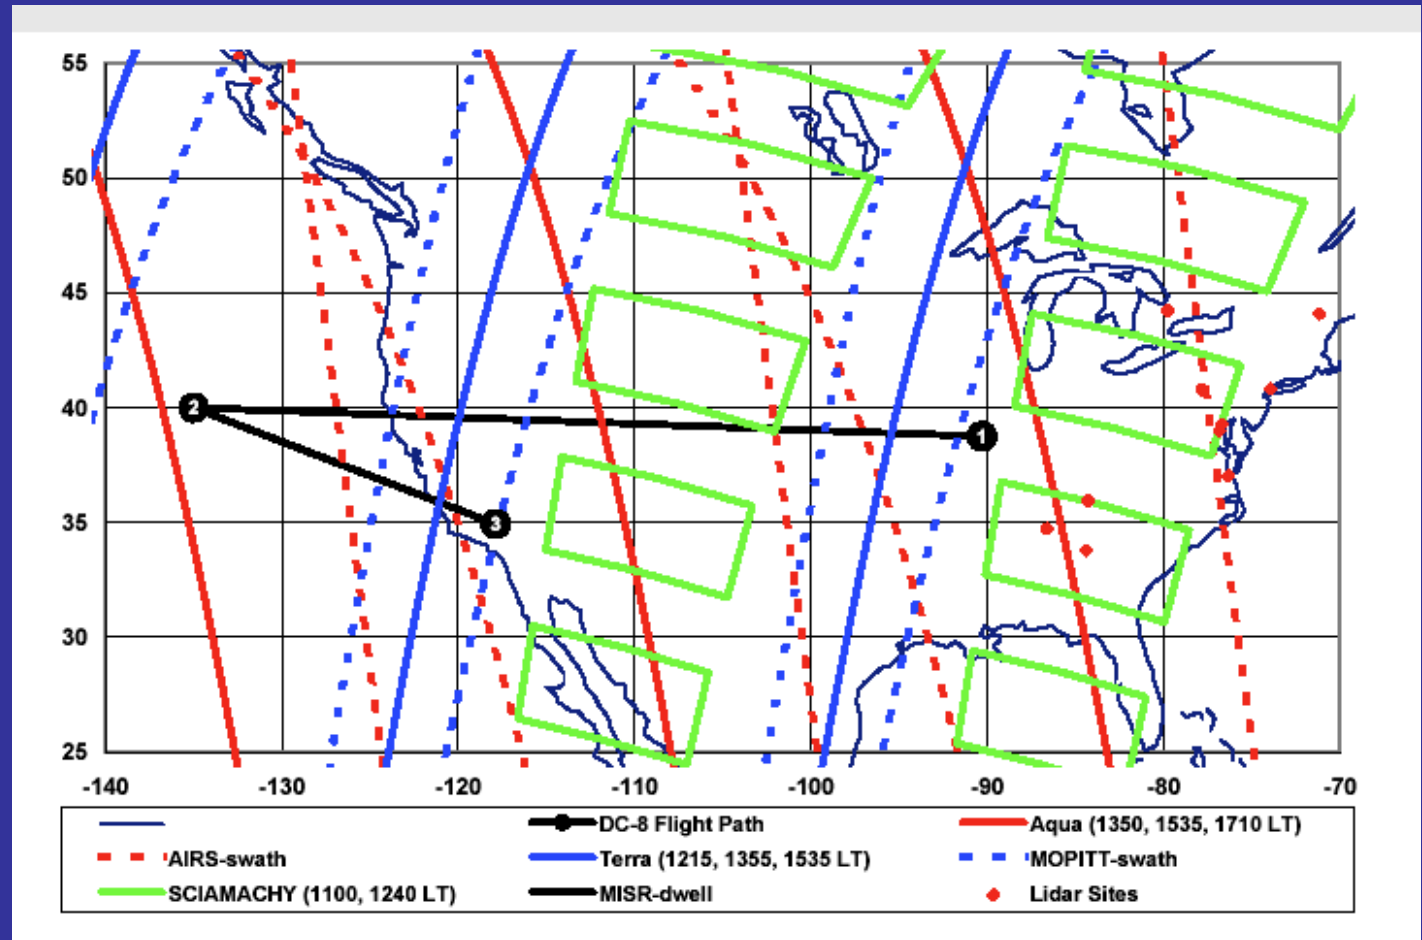 55
50
45
40
35
30
25
2
1
3
-140 -130 -120 -110 -100 -90 -80 -70
DC-8 Flight Path Aqua (1350, 1535, 1710 LT)
AIRS-swath Terra (1215, 1355, 1535 LT) MOPITT-swath
SCIAMACHY (1100, 1240 LT) MISR-dwell Lidar Sites